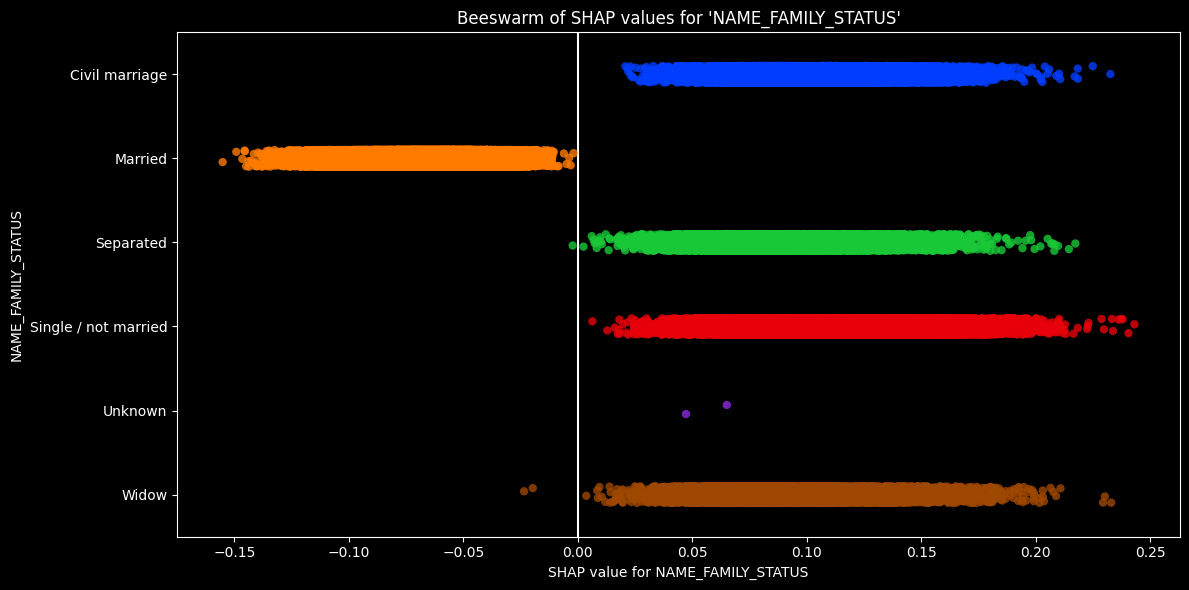 Beeswarm of SHAP values for 'NAME_FAMILY_STATUS'
NAME_FAMILY_STATUS
Civil marriage
Married
Separated
Single / not married
Unknown
Widow
−0.15
−0.10
−0.05
0.00
0.05
0.10
0.15
0.20
0.25
SHAP value for NAME_FAMILY_STATUS